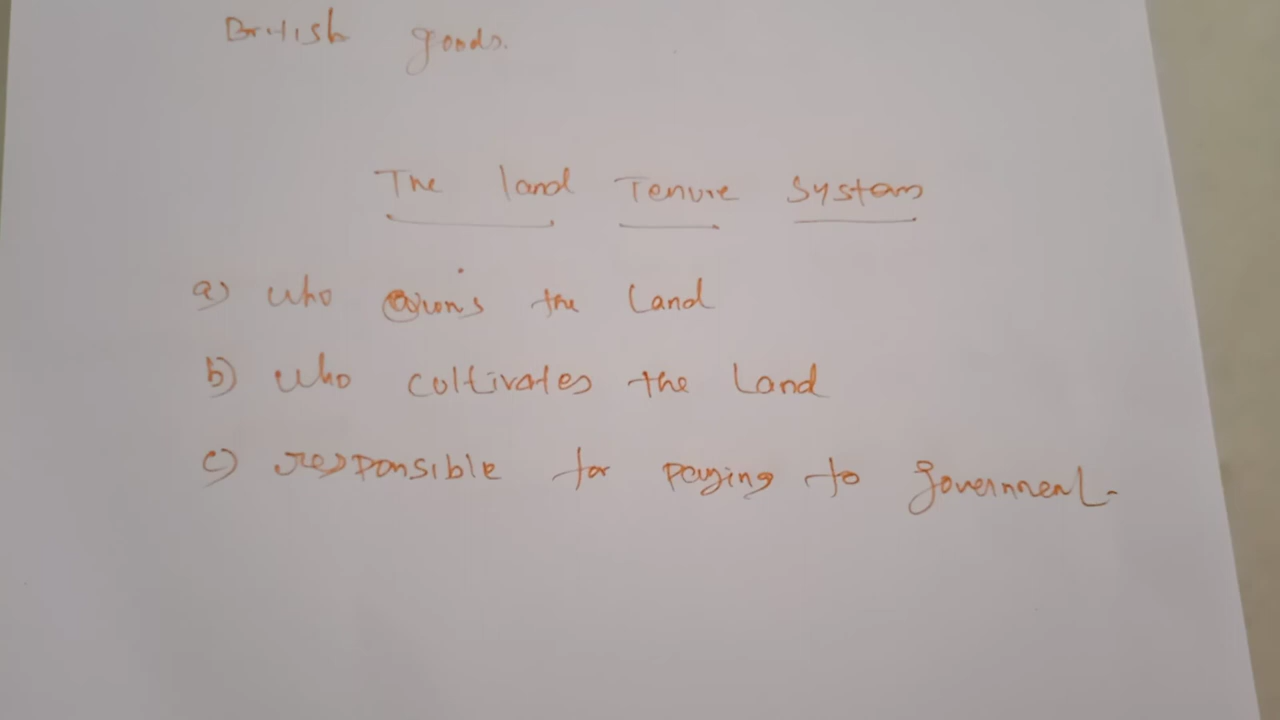 British goods.
The land Tenure System
a) who owns the Land
b) who cultivates the Land
c) responsible for paying to government.